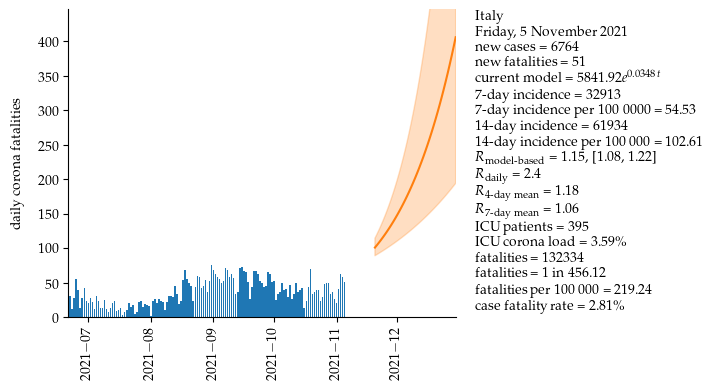 400
350
300
250
200
150
100
50
0
daily corona fatalities
2021−07
2021−08
2021−09
2021−10
2021−11
2021−12
Italy
Friday, 5 November 2021
new cases = 6764
new fatalities = 51
current model = 5841.92e^0.0348 t
7-day incidence = 32913
7-day incidence per 100 0000 = 54.53
14-day incidence = 61934
14-day incidence per 100 000 = 102.61
R model-based = 1.15, [1.08, 1.22]
R daily = 2.4
R 4-day mean = 1.18
R 7-day mean = 1.06
ICU patients = 395
ICU corona load = 3.59%
fatalities = 132334
fatalities = 1 in 456.12
fatalities per 100 000 = 219.24
case fatality rate = 2.81%